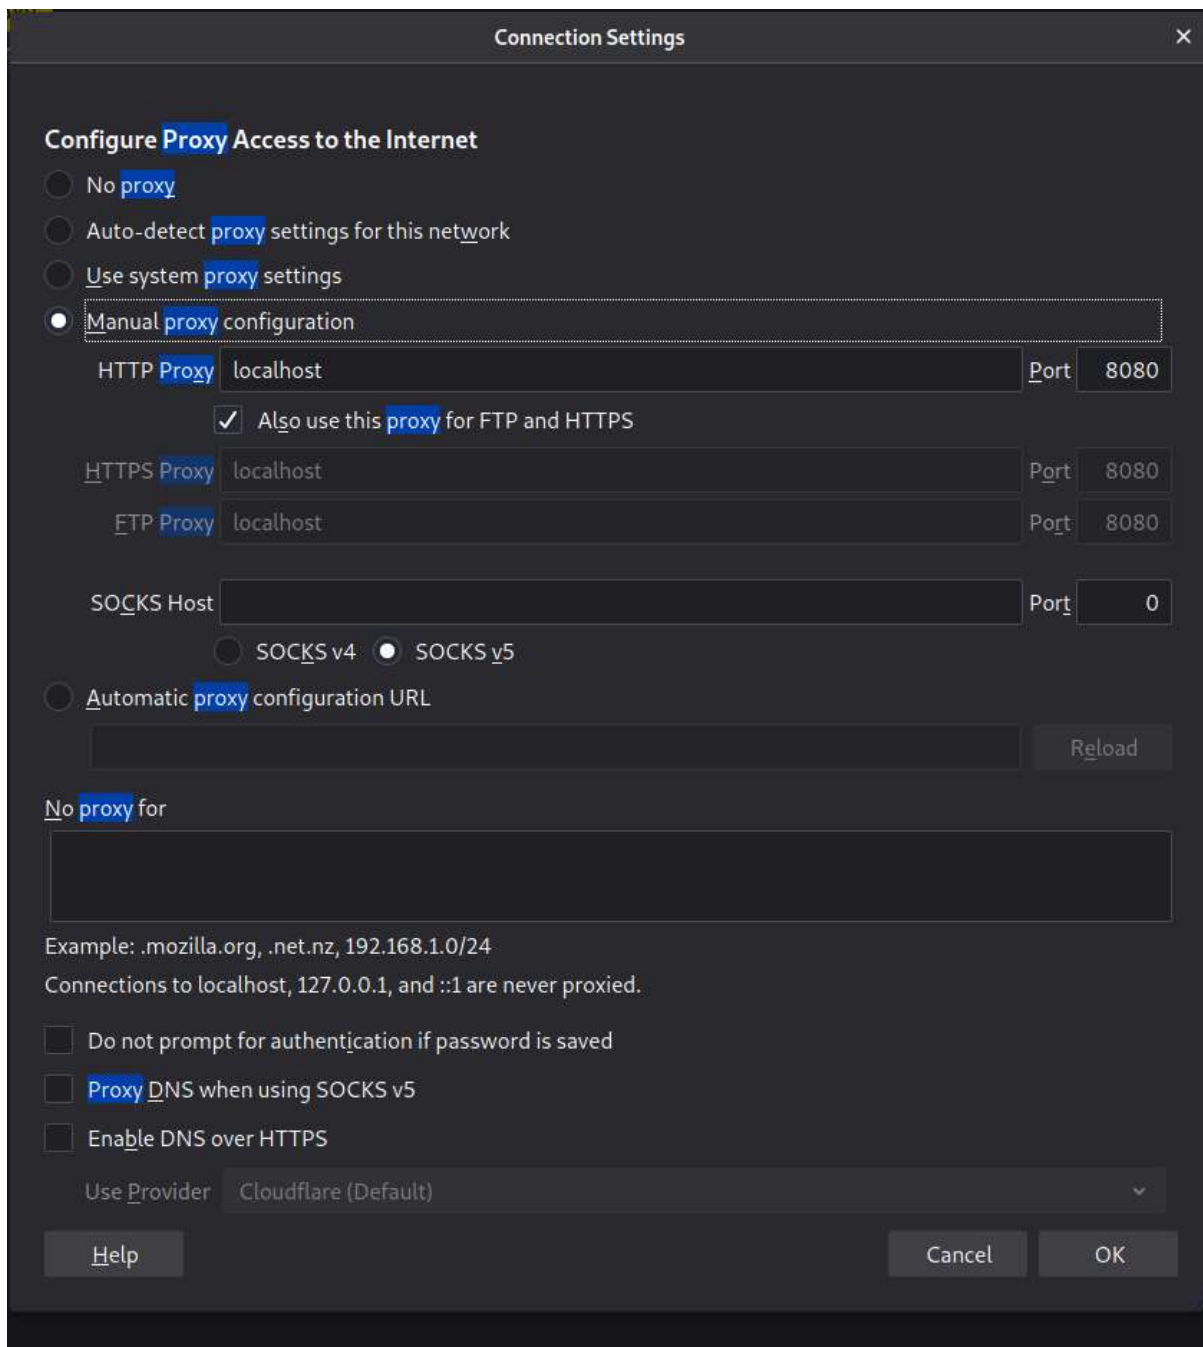 Connection Settings
Configure Proxy Access to the Internet
No proxy
Auto-detect proxy settings for this network
Use system proxy settings
Manual proxy configuration
HTTP Proxy localhost Port 8080
Also use this proxy for FTP and HTTPS
HTTPS Proxy localhost Port 8080
FTP Proxy localhost Port 8080
SOCKS Host Port 0
SOCKS v4 SOCKS v5
Automatic proxy configuration URL
Reload
No proxy for
Example: .mozilla.org, .net.nz, 192.168.1.0/24
Connections to localhost, 127.0.0.1, and ::1 are never proxied.
Do not prompt for authentication if password is saved
Proxy DNS when using SOCKS v5
Enable DNS over HTTPS
Use Provider Cloudflare (Default)
Help Cancel OK